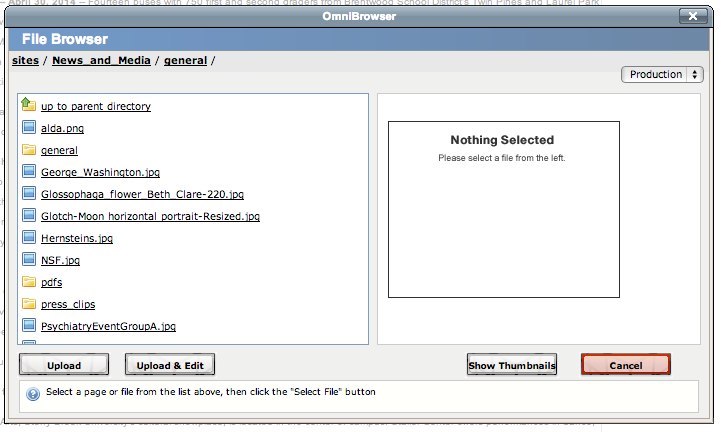 April 30, 2014 -- Fourteen buses with 750 first and second graders from Brentwood School District's Twin Pines and Laurel Park
OmniBrowser
File Browser
sites / News_and_Media / general /
Production
up to parent directory
alda.png
general
George_Washington.jpg
Glossophaga_flower_Beth_Clare-220.jpg
Glotch-Moon horizontal portrait-Resized.jpg
Hernsteins.jpg
NSF.jpg
pdfs
press_clips
PsychiatryEventGroupA.jpg
Nothing Selected
Please select a file from the left.
Upload
Upload & Edit
Show Thumbnails
Cancel
Select a page or file from the list above, then click the "Select File" button